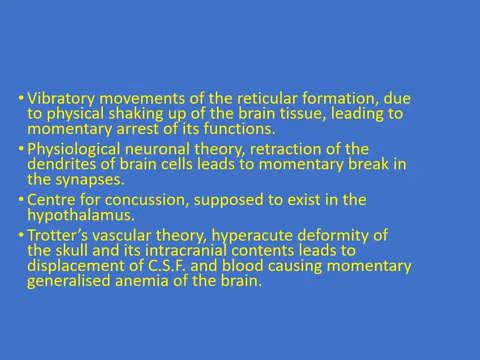 • Vibratory movements of the reticular formation, due
to physical shaking up of the brain tissue, leading to
momentary arrest of its functions.
• Physiological neuronal theory, retraction of the
dendrites of brain cells leads to momentary break in
the synapses.
• Centre for concussion, supposed to exist in the
hypothalamus.
• Trotter’s vascular theory, hyperacute deformity of
the skull and its intracranial contents leads to
displacement of C.S.F. and blood causing momentary
generalised anemia of the brain.